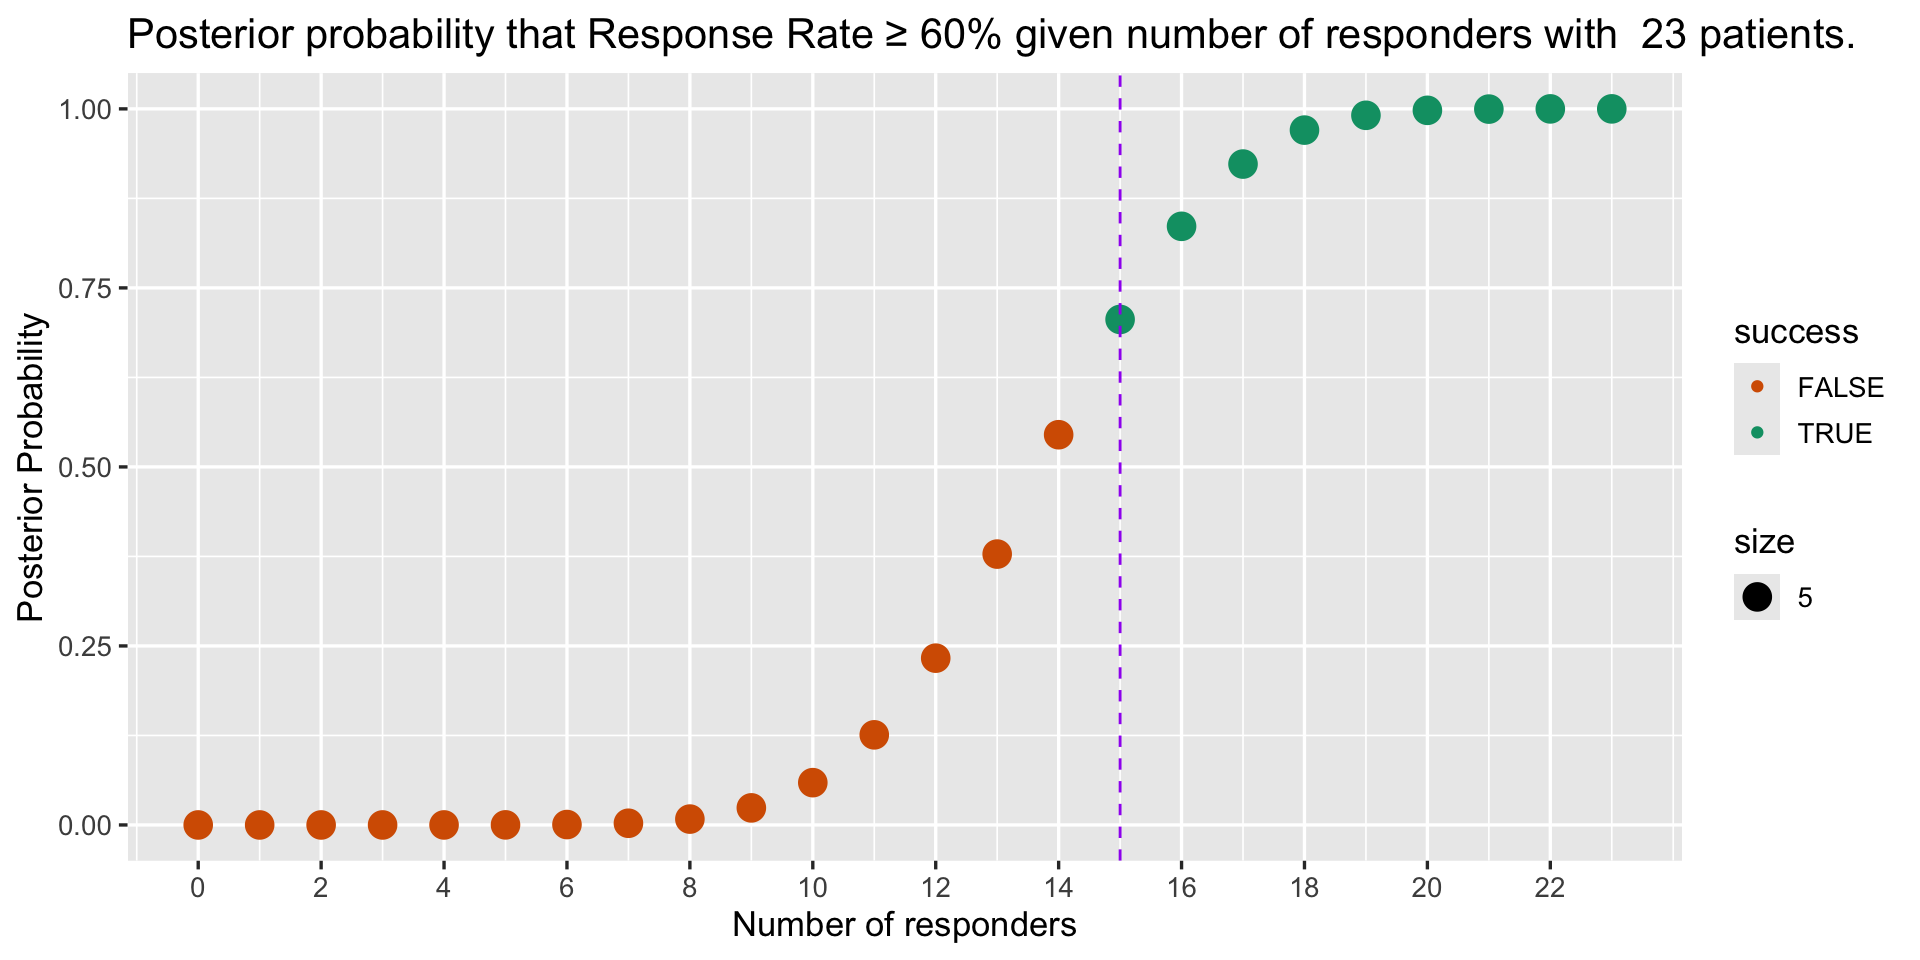 Posterior probability that Response Rate ≥ 60% given number of responders with  23 patients.
Posterior Probability
1.00
0.75
0.50
0.25
0.00
0 2 4 6 8 10 12 14 16 18 20 22
Number of responders
success
FALSE
TRUE
size
5